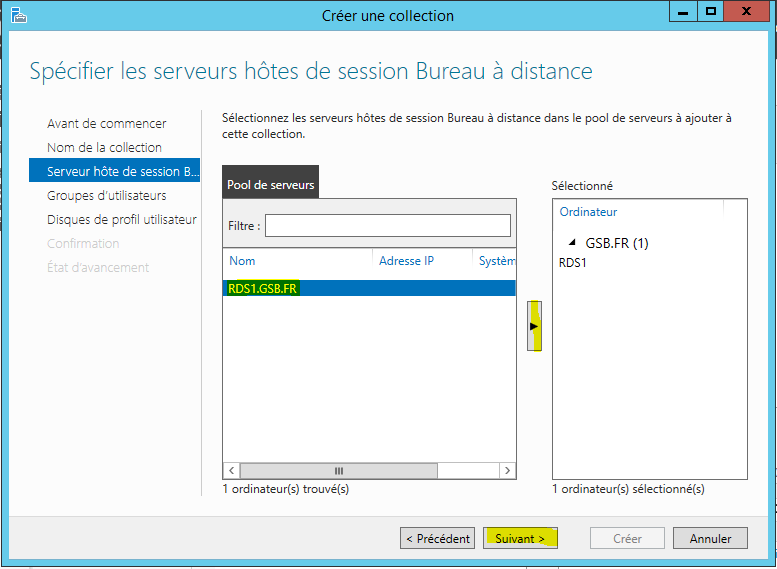 Créer une collection
Spécifier les serveurs hôtes de session Bureau à distance
Avant de commencer
Nom de la collection
Serveur hôte de session B...
Groupes d'utilisateurs
Disques de profil utilisateur
Confirmation
État d'avancement
Sélectionnez les serveurs hôtes de session Bureau à distance dans le pool de serveurs à ajouter à
cette collection.
Pool de serveurs
Filtre :
Nom Adresse IP Systèm
RDS1.GSB.FR
1 ordinateur(s) trouvé(s)
Sélectionné
Ordinateur
GSB.FR (1)
RDS1
1 ordinateur(s) sélectionné(s)
< Précédent
Suivant >
Créer
Annuler